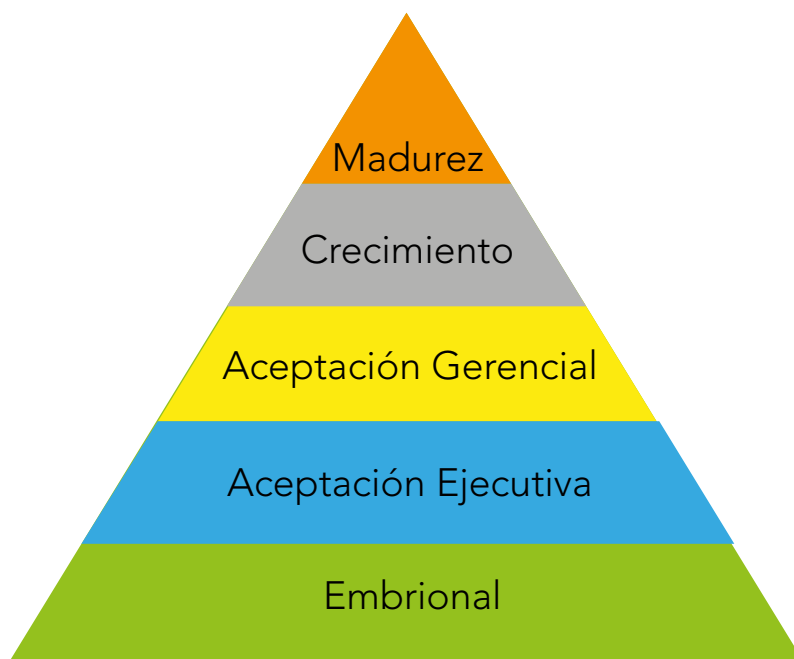 Madurez
Crecimiento
Aceptación Gerencial
Aceptación Ejecutiva
Embrional